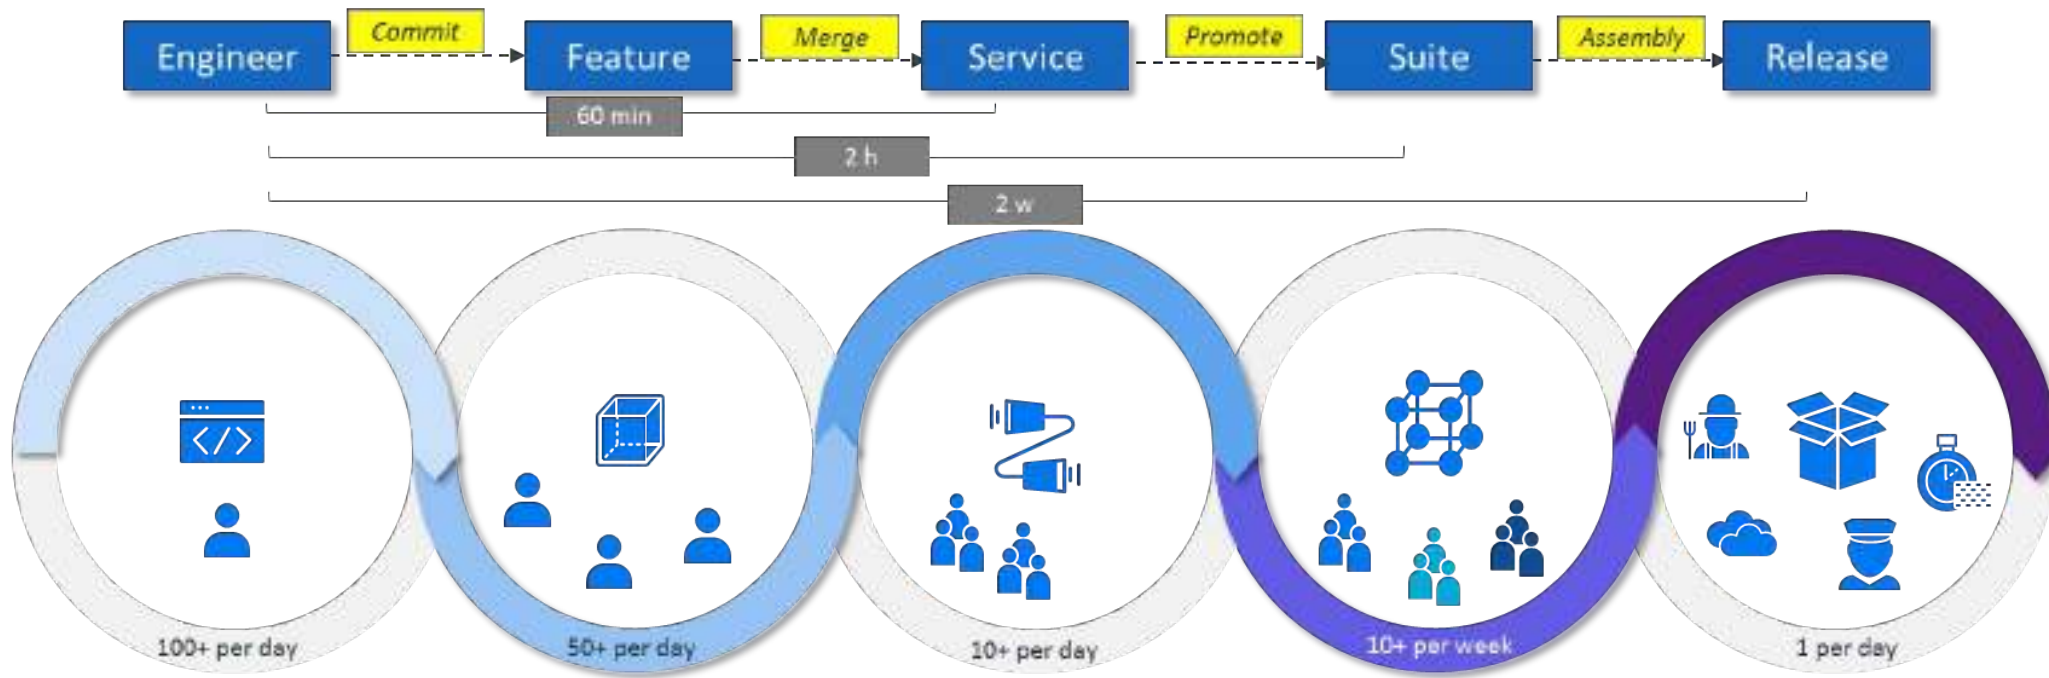 Engineer
Commit
Feature
Merge
Service
Promote
Suite
Assembly
Release
60 min
2 h
2 w
</>
100+ per day
50+ per day
10+ per day
10+ per week
1 per day